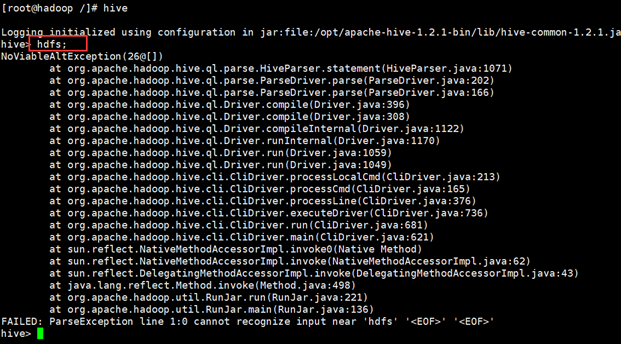 [root@hadoop /]# hive
Logging initialized using configuration in jar:file:/opt/apache-hive-1.2.1-bin/lib/hive-common-1.2.1.ja
hive> hdfs;
NoViableAltException(26@[])
        at org.apache.hadoop.hive.ql.parse.HiveParser.statement(HiveParser.java:1071)
        at org.apache.hadoop.hive.ql.parse.ParseDriver.parse(ParseDriver.java:202)
        at org.apache.hadoop.hive.ql.parse.ParseDriver.parse(ParseDriver.java:166)
        at org.apache.hadoop.hive.ql.Driver.compile(Driver.java:396)
        at org.apache.hadoop.hive.ql.Driver.compile(Driver.java:308)
        at org.apache.hadoop.hive.ql.Driver.compileInternal(Driver.java:1122)
        at org.apache.hadoop.hive.ql.Driver.runInternal(Driver.java:1170)
        at org.apache.hadoop.hive.ql.Driver.run(Driver.java:1059)
        at org.apache.hadoop.hive.ql.Driver.run(Driver.java:1049)
        at org.apache.hadoop.hive.cli.CliDriver.processLocalCmd(CliDriver.java:213)
        at org.apache.hadoop.hive.cli.CliDriver.processCmd(CliDriver.java:165)
        at org.apache.hadoop.hive.cli.CliDriver.processLine(CliDriver.java:376)
        at org.apache.hadoop.hive.cli.CliDriver.executeDriver(CliDriver.java:736)
        at org.apache.hadoop.hive.cli.CliDriver.run(CliDriver.java:681)
        at org.apache.hadoop.hive.cli.CliDriver.main(CliDriver.java:621)
        at sun.reflect.NativeMethodAccessorImpl.invoke0(Native Method)
        at sun.reflect.NativeMethodAccessorImpl.invoke(NativeMethodAccessorImpl.java:62)
        at sun.reflect.DelegatingMethodAccessorImpl.invoke(DelegatingMethodAccessorImpl.java:43)
        at java.lang.reflect.Method.invoke(Method.java:498)
        at org.apache.hadoop.util.RunJar.run(RunJar.java:221)
        at org.apache.hadoop.util.RunJar.main(RunJar.java:136)
FAILED: ParseException line 1:0 cannot recognize input near 'hdfs' '<EOF>' '<EOF>'
hive>